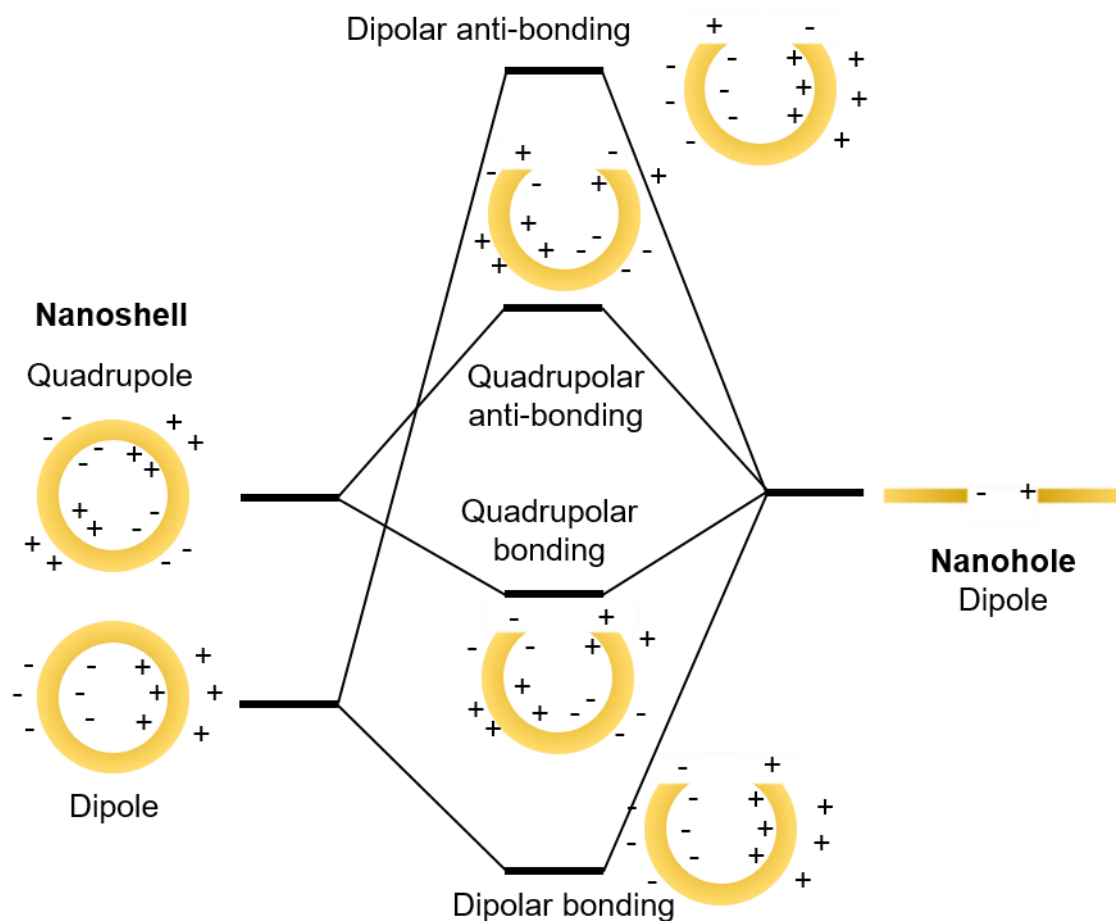 Dipolar anti-bonding
Nanoshell
Quadrupole
Quadrupolar
anti-bonding
Quadrupolar
bonding
Nanohole
Dipole
Dipole
Dipolar bonding